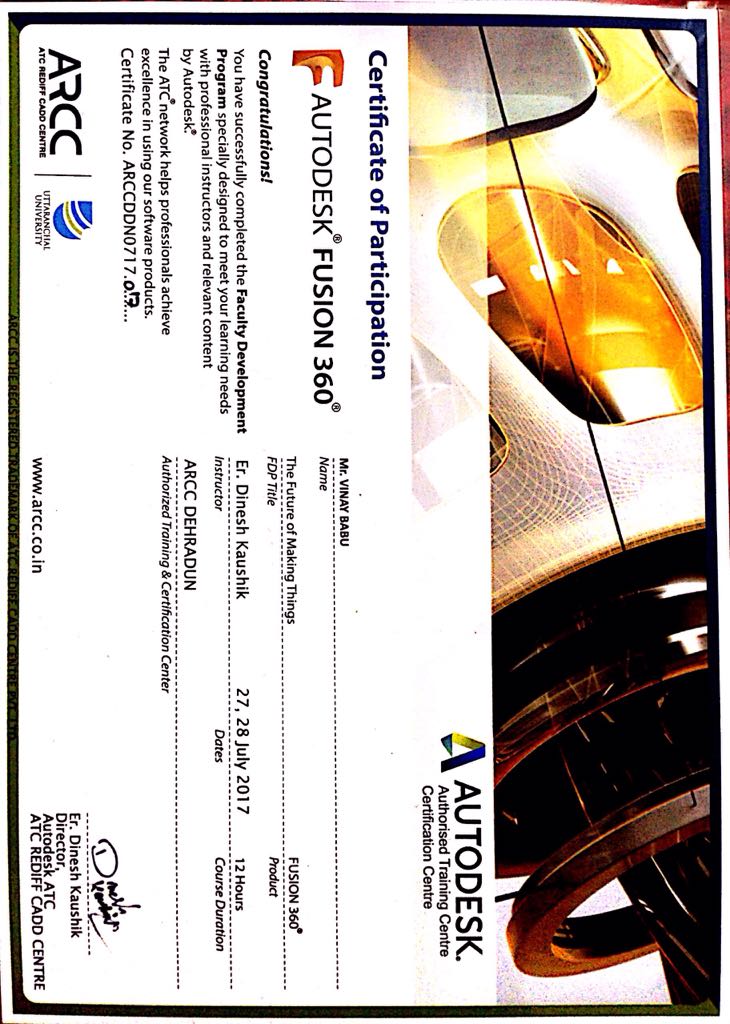 AUTODESK.
Authorised Training Centre
Certification Centre
Certificate of Participation
AUTODESK® FUSION 360®
Congratulations!
You have successfully completed the Faculty Development
Program specially designed to meet your learning needs
with professional instructors and relevant content
by Autodesk®.
The ATC® network helps professionals achieve
excellence in using our software products.
Certificate No. ARCCDDN0717.017....
Mr. VINAY BABU
Name
The Future of Making Things FUSION 360®
FDP Title Product
Er. Dinesh Kaushik 27, 28 July 2017 12 Hours
Instructor Dates Course Duration
ARCC DEHRADUN
Authorized Training & Certification Center
Dinesh
Kaushik
Er. Dinesh Kaushik
Director,
Autodesk ATC
ATC REDIFF CADD CENTRE
ARCC
ATC REDIFF CADD CENTRE
UTTARANCHAL
UNIVERSITY
www.arcc.co.in
ARCC IS THE REGISTERED TRADEMARK OF ATC REDIFF CADD CENTRE PVT. LTD.